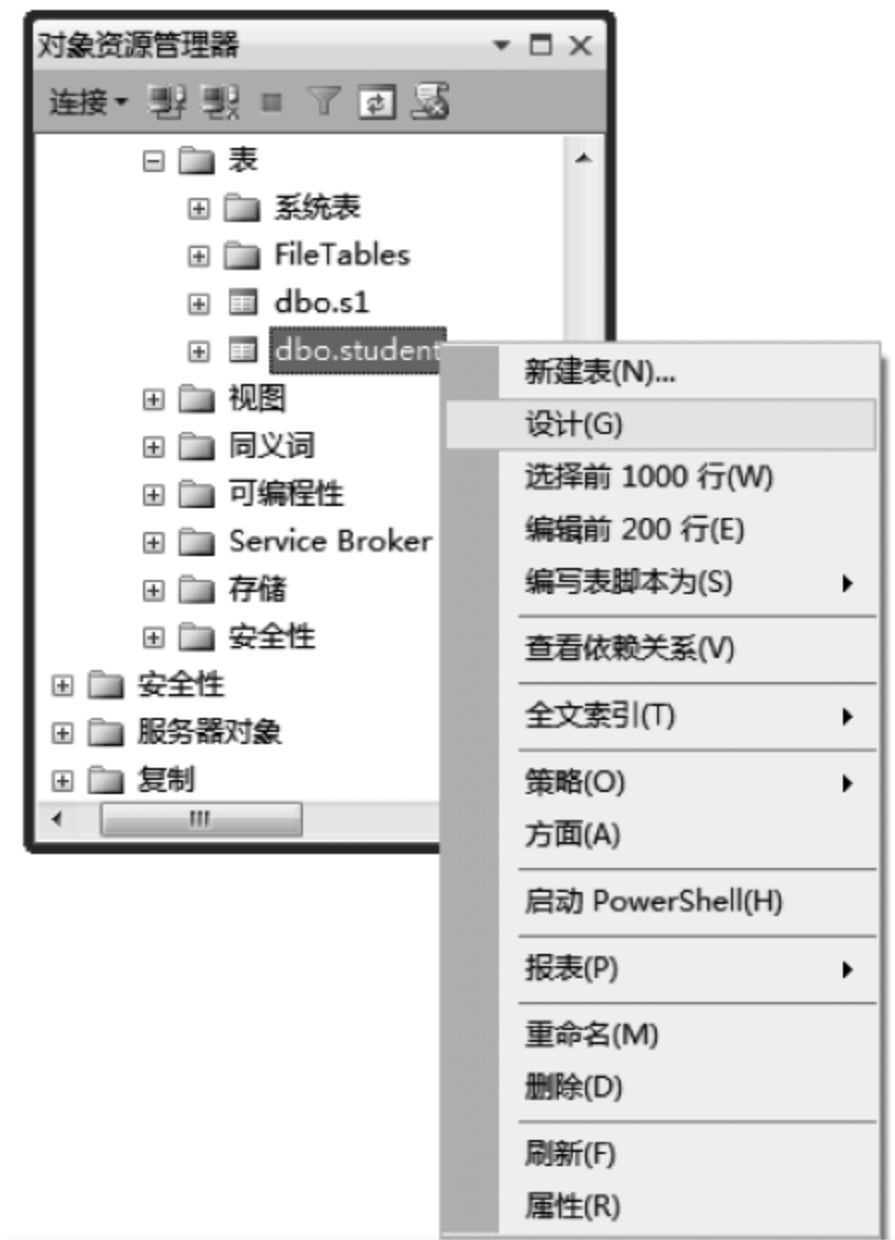 对象资源管理器
连接
表
系统表
FileTables
dbo.s1
dbo.student
视图
同义词
可编程性
Service Broker
存储
安全性
安全性
服务器对象
复制
新建表(N)...
设计(G)
选择前 1000 行(W)
编辑前 200 行(E)
编写表脚本为(S)
查看依赖关系(V)
全文索引(T)
策略(O)
方面(A)
启动 PowerShell(H)
报表(P)
重命名(M)
删除(D)
刷新(F)
属性(R)